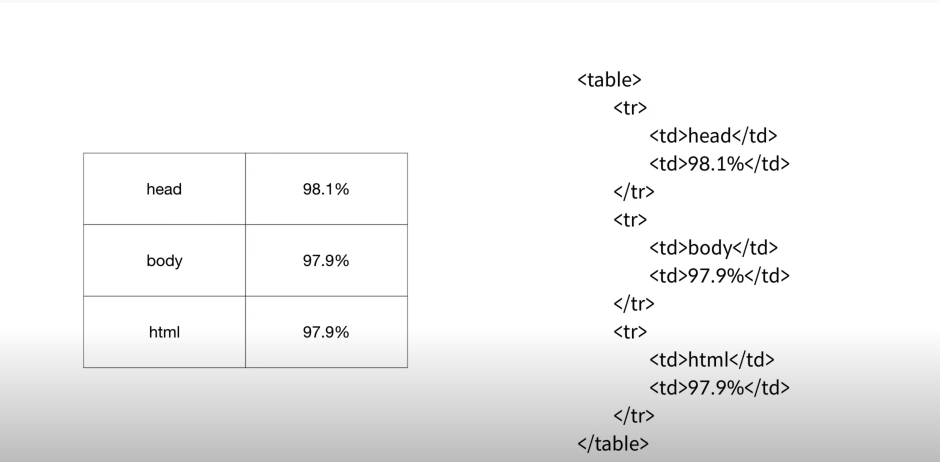 head 98.1%
body 97.9%
html 97.9%
<table>
<tr>
<td>head</td>
<td>98.1%</td>
</tr>
<tr>
<td>body</td>
<td>97.9%</td>
</tr>
<tr>
<td>html</td>
<td>97.9%</td>
</tr>
</table>